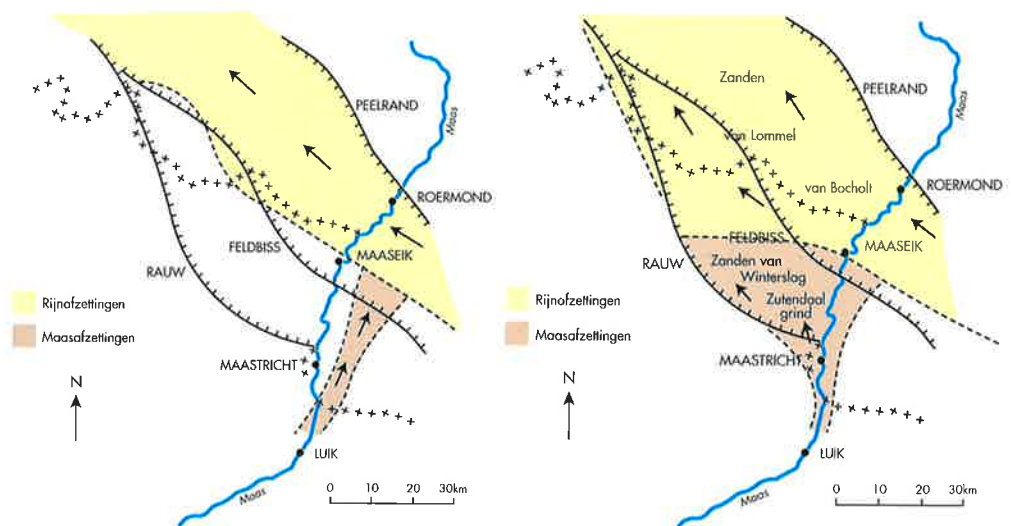 PEELRAND
Maas
ROERMOND
FELDBISS
MAASEIK
RAUW
Rijnafzettingen
Maasafzettingen
MAASTRICHT
N
LUIK
Maas
0 10 20 30km
Zanden
PEELRAND
Maas
van Lommel
van Bocholt
ROERMOND
FELDBISS
MAASEIK
RAUW
Zanden van
Winterslag
Zutendaal
grind
Rijnafzettingen
Maasafzettingen
MAASTRICHT
N
LUIK
Maas
0 10 20 30km